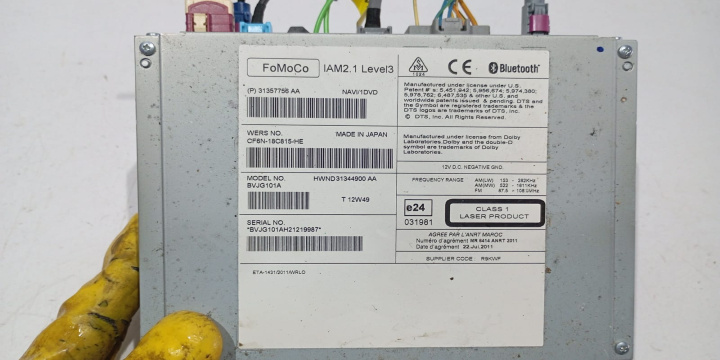 FoMoCo IAM2.1 Level3
(P) 31357756 AA NAVI/1DVD
WERS NO. MADE IN JAPAN
CF6N-18C815-HE
MODEL NO. HWND31344900 AA
BVJG101A
T 12W49
SERIAL NO.
*BVJG101AH21219987*
ETA-1431/2011/WRLO
1024 CE Bluetooth
Manufactured under license under U.S.
Patent #'s: 5,451,942; 5,956,674; 5,974,380;
5,978,762; 6,487,535 & other U.S. and
worldwide patents issued & pending. DTS and
the Symbol are registered trademarks & the
DTS logos are trademarks of DTS, Inc.
© DTS, Inc. All Rights Reserved.
Manufactured under license from Dolby
Laboratories. Dolby and the double-D
symbol are trademarks of Dolby
Laboratories.
12V D.C. NEGATIVE GND.
FREQUENCY RANGE AM(LW)
AM(MW) 522 - 1611KHz
FM 87.5 - 108.0MHz
e24
031981
CLASS 1
LASER PRODUCT
AGREE PAR L'ANRT MAROC
Numéro d'agrément MR 6414 ANRT 2011
Date d'agrément 22.Jul.2011
SUPPLIER CODE : R9KWF